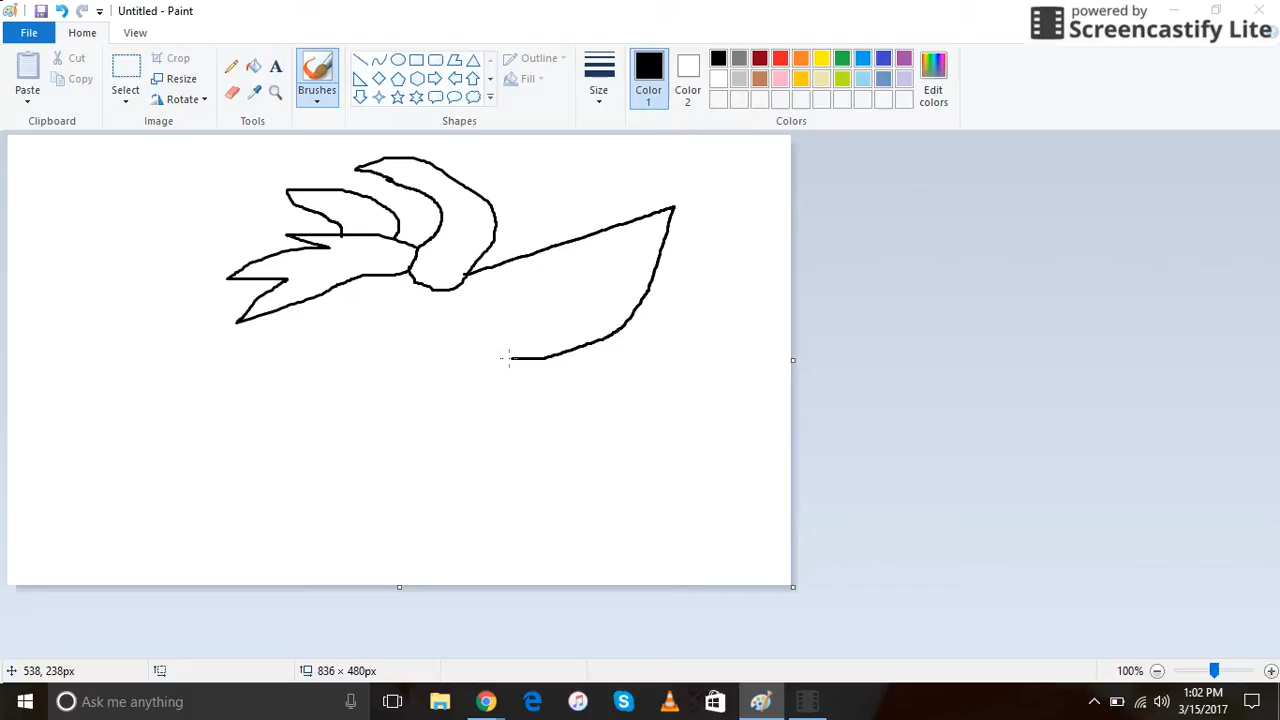 Untitled - Paint
powered by
Screencastify Lite
File Home View
Cut
Copy
Paste
Clipboard
Select
Crop
Resize
Rotate
Image
A
Tools
Brushes
Outline
Fill
Shapes
Size
Color
1
Color
2
Edit
colors
Colors
538, 238px
836 × 480px
100%
Ask me anything
1:02 PM
3/15/2017